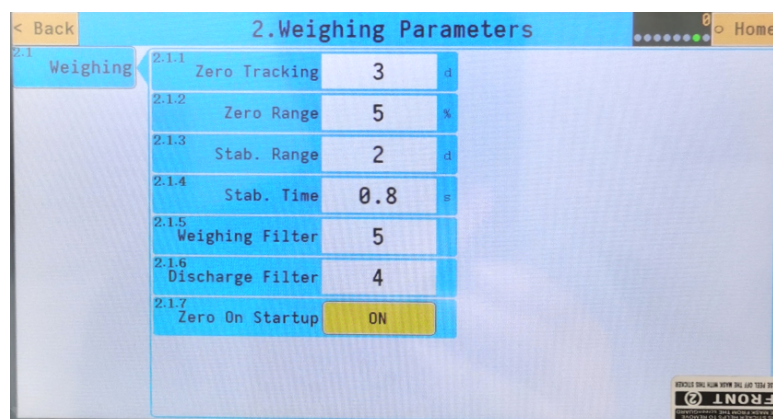 < Back
2.Weighing Parameters
0
Home
2.1
Weighing
2.1.1
Zero Tracking 3 d
2.1.2
Zero Range 5 %
2.1.3
Stab. Range 2 d
2.1.4
Stab. Time 0.8 s
2.1.5
Weighing Filter 5
2.1.6
Discharge Filter 4
2.1.7
Zero On Startup ON
FRONT 2